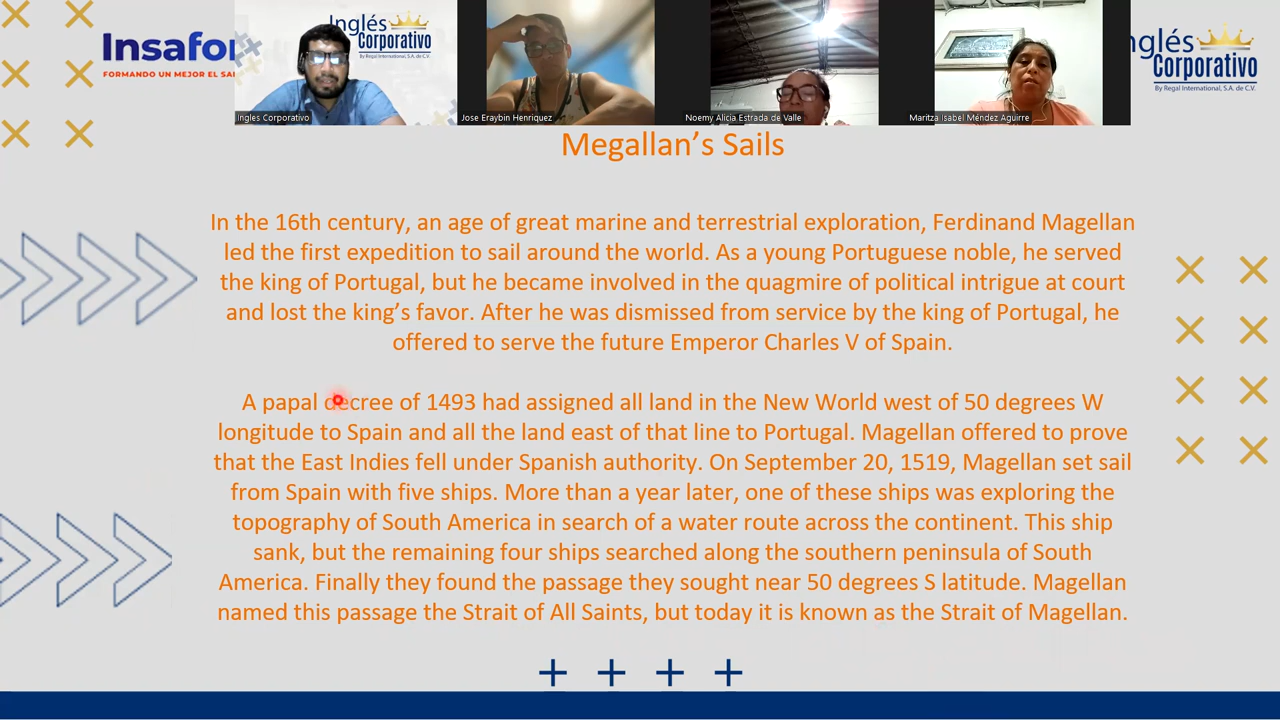 Insafor
FORMANDO UN MEJOR EL SA
Inglés
Corporativo
By Regal International, S.A. de C.V.
Ingles Corporativo
Jose Eraybin Henriquez
Noemy Alicia Estrada de Valle
Maritza Isabel Méndez Aguirre
nglés
Corporativo
By Regal International, S.A. de C.V.
Megallan's Sails
In the 16th century, an age of great marine and terrestrial exploration, Ferdinand Magellan
led the first expedition to sail around the world. As a young Portuguese noble, he served
the king of Portugal, but he became involved in the quagmire of political intrigue at court
and lost the king's favor. After he was dismissed from service by the king of Portugal, he
offered to serve the future Emperor Charles V of Spain.
A papal decree of 1493 had assigned all land in the New World west of 50 degrees W
longitude to Spain and all the land east of that line to Portugal. Magellan offered to prove
that the East Indies fell under Spanish authority. On September 20, 1519, Magellan set sail
from Spain with five ships. More than a year later, one of these ships was exploring the
topography of South America in search of a water route across the continent. This ship
sank, but the remaining four ships searched along the southern peninsula of South
America. Finally they found the passage they sought near 50 degrees S latitude. Magellan
named this passage the Strait of All Saints, but today it is known as the Strait of Magellan.